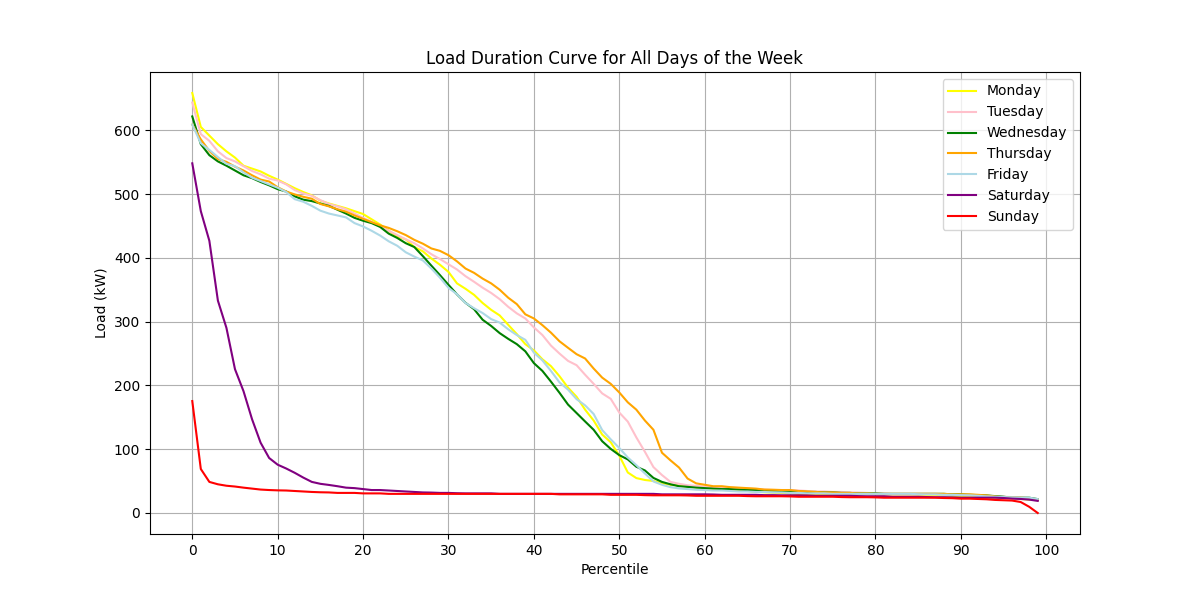 Load Duration Curve for All Days of the Week
Load (kW)
600
500
400
300
200
100
0
Monday
Tuesday
Wednesday
Thursday
Friday
Saturday
Sunday
0 10 20 30 40 50 60 70 80 90 100
Percentile